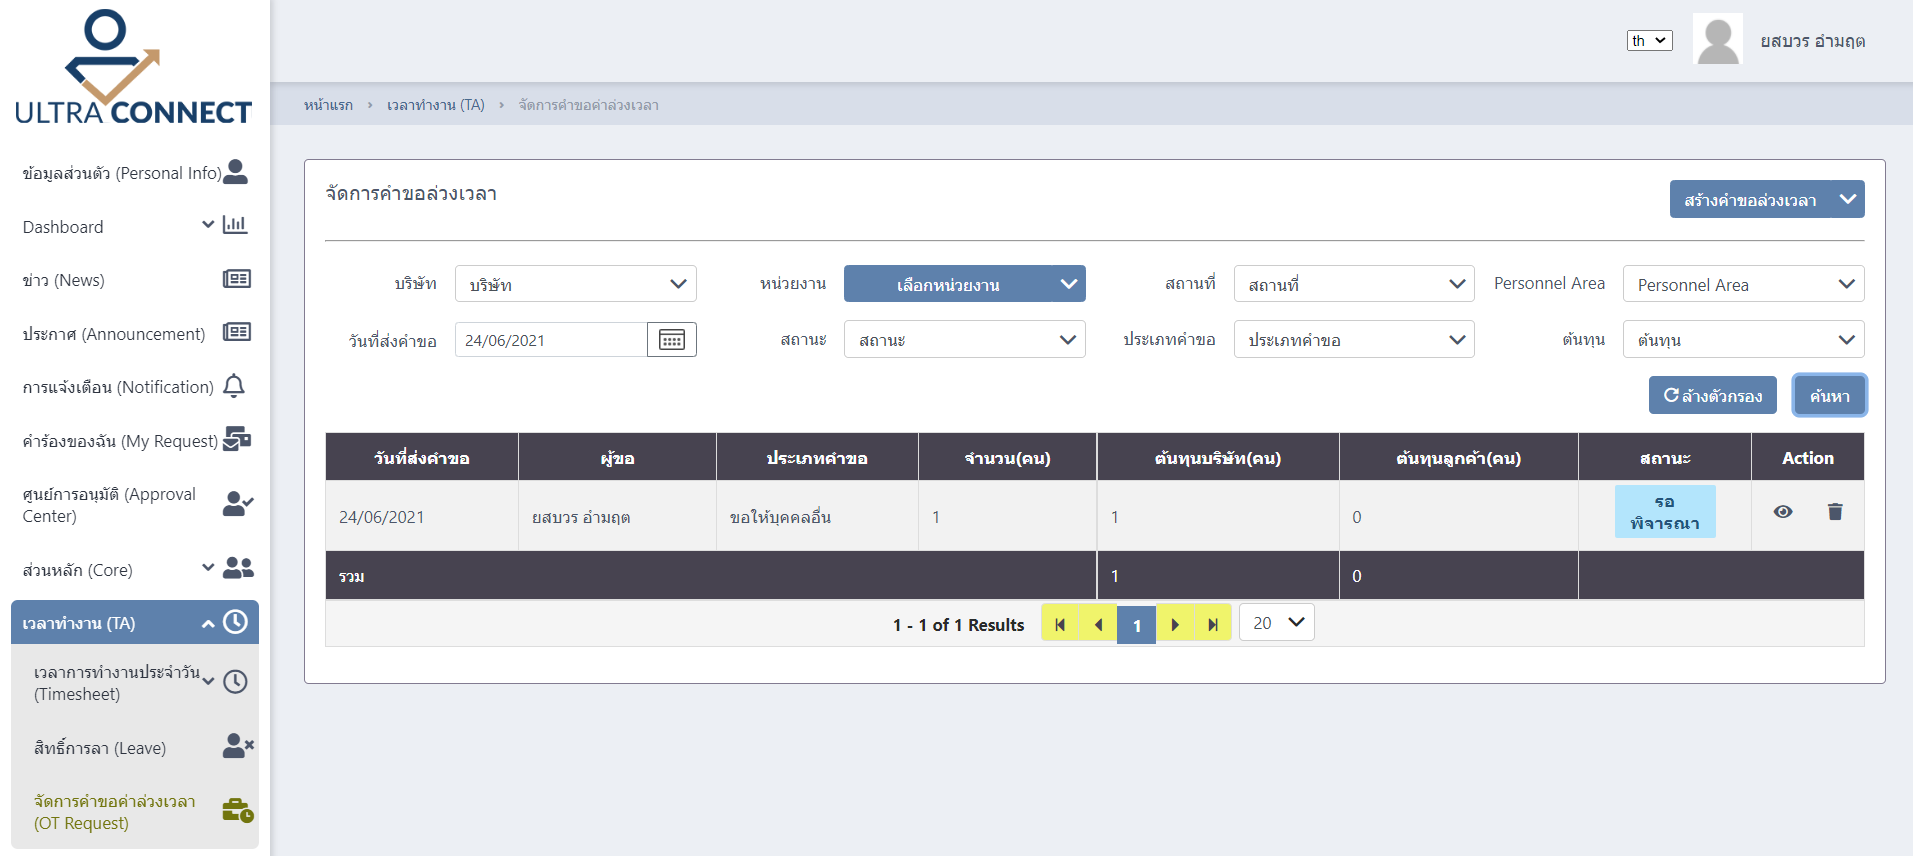 ULTRA CONNECT
th
ยสบวร อำมฤต
หน้าแรก › เวลาทำงาน (TA) › จัดการคำขอค่าล่วงเวลา
ข้อมูลส่วนตัว (Personal Info)
Dashboard
ข่าว (News)
ประกาศ (Announcement)
การแจ้งเตือน (Notification)
คำร้องของฉัน (My Request)
ศูนย์การอนุมัติ (Approval
Center)
ส่วนหลัก (Core)
เวลาทำงาน (TA)
เวลาการทำงานประจำวัน
(Timesheet)
สิทธิ์การลา (Leave)
จัดการคำขอค่าล่วงเวลา
(OT Request)
จัดการคำขอล่วงเวลา
สร้างคำขอล่วงเวลา
บริษัท บริษัท หน่วยงาน เลือกหน่วยงาน สถานที่ สถานที่ Personnel Area Personnel Area
วันที่ส่งคำขอ 24/06/2021 สถานะ สถานะ ประเภทคำขอ ประเภทคำขอ ต้นทุน ต้นทุน
ล้างตัวกรอง ค้นหา
วันที่ส่งคำขอ ผู้ขอ ประเภทคำขอ จำนวน(คน) ต้นทุนบริษัท(คน) ต้นทุนลูกค้า(คน) สถานะ Action
24/06/2021 ยสบวร อำมฤต ขอให้บุคคลอื่น 1 1 0 รอ
พิจารณา
รวม 1 0
1 - 1 of 1 Results 1 20